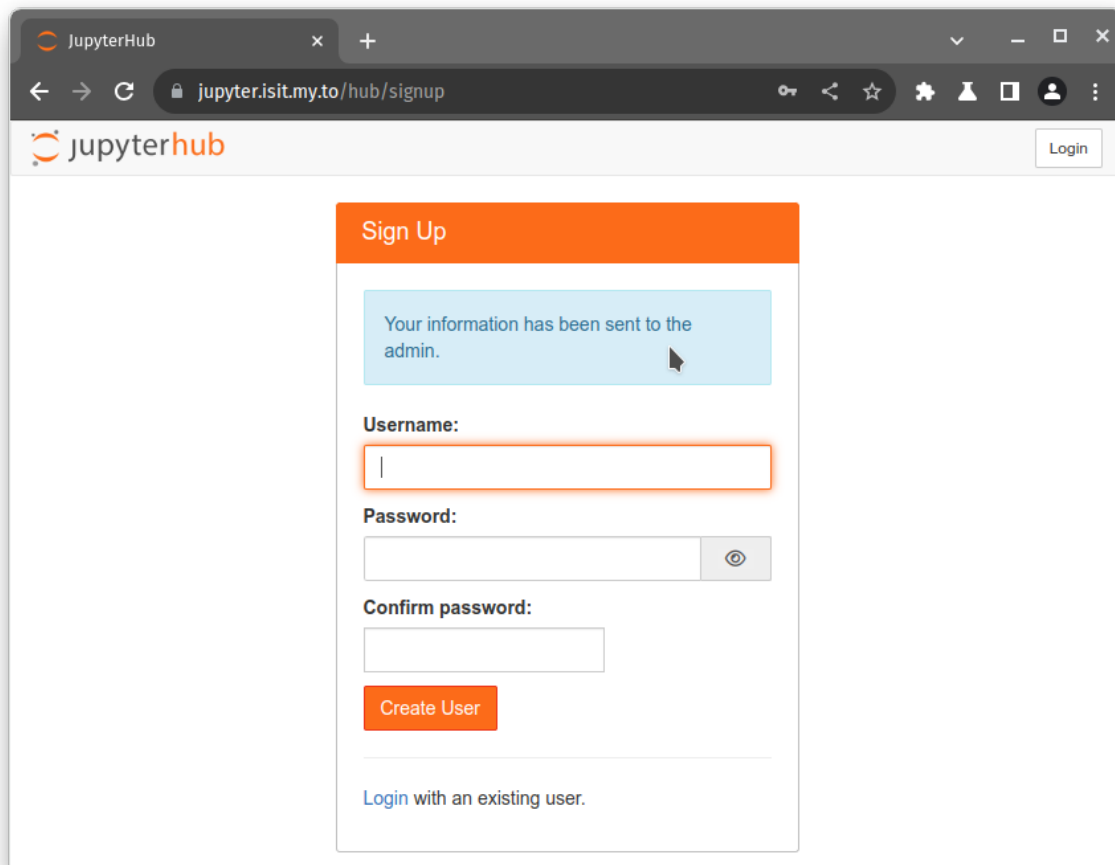 JupyterHub
jupyter.isit.my.to/hub/signup
jupyterhub
Login
Sign Up
Your information has been sent to the
admin.
Username:
Password:
Confirm password:
Create User
Login with an existing user.